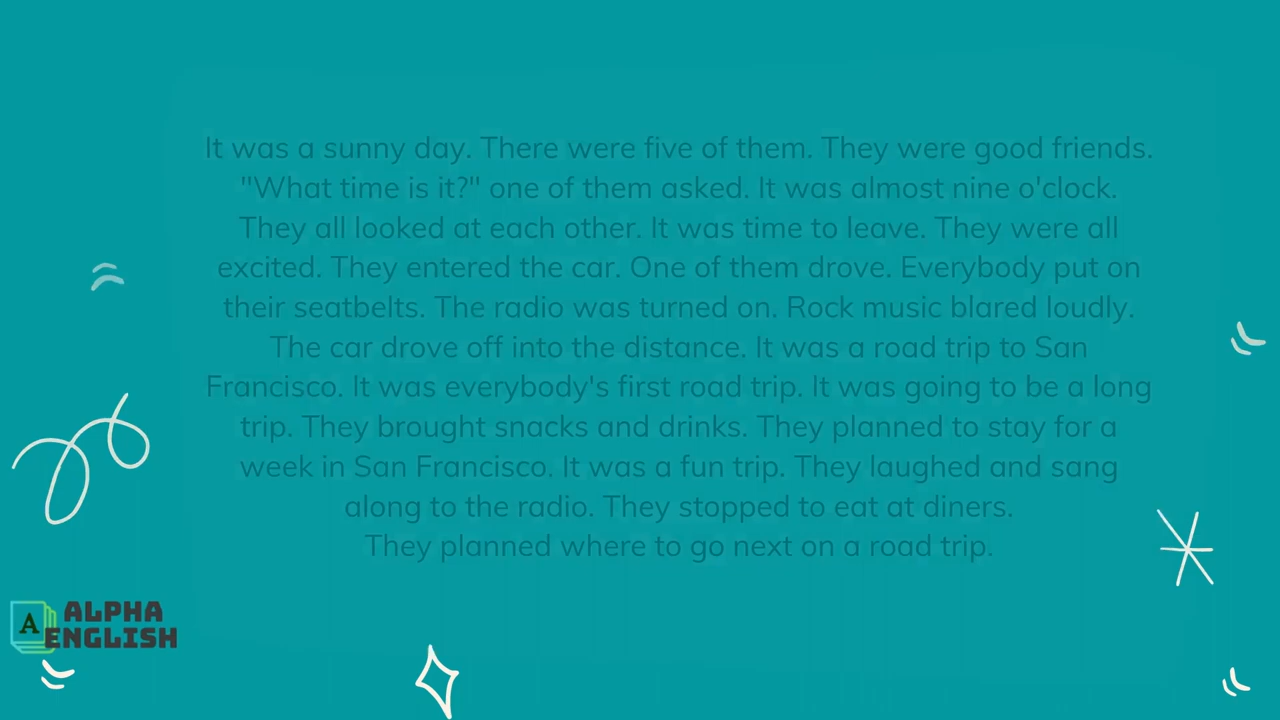 It was a sunny day. There were five of them. They were good friends.
"What time is it?" one of them asked. It was almost nine o'clock.
They all looked at each other. It was time to leave. They were all
excited. They entered the car. One of them drove. Everybody put on
their seatbelts. The radio was turned on. Rock music blared loudly.
The car drove off into the distance. It was a road trip to San
Francisco. It was everybody's first road trip. It was going to be a long
trip. They brought snacks and drinks. They planned to stay for a
week in San Francisco. It was a fun trip. They laughed and sang
along to the radio. They stopped to eat at diners.
They planned where to go next on a road trip.
A
ALPHA
ENGLISH